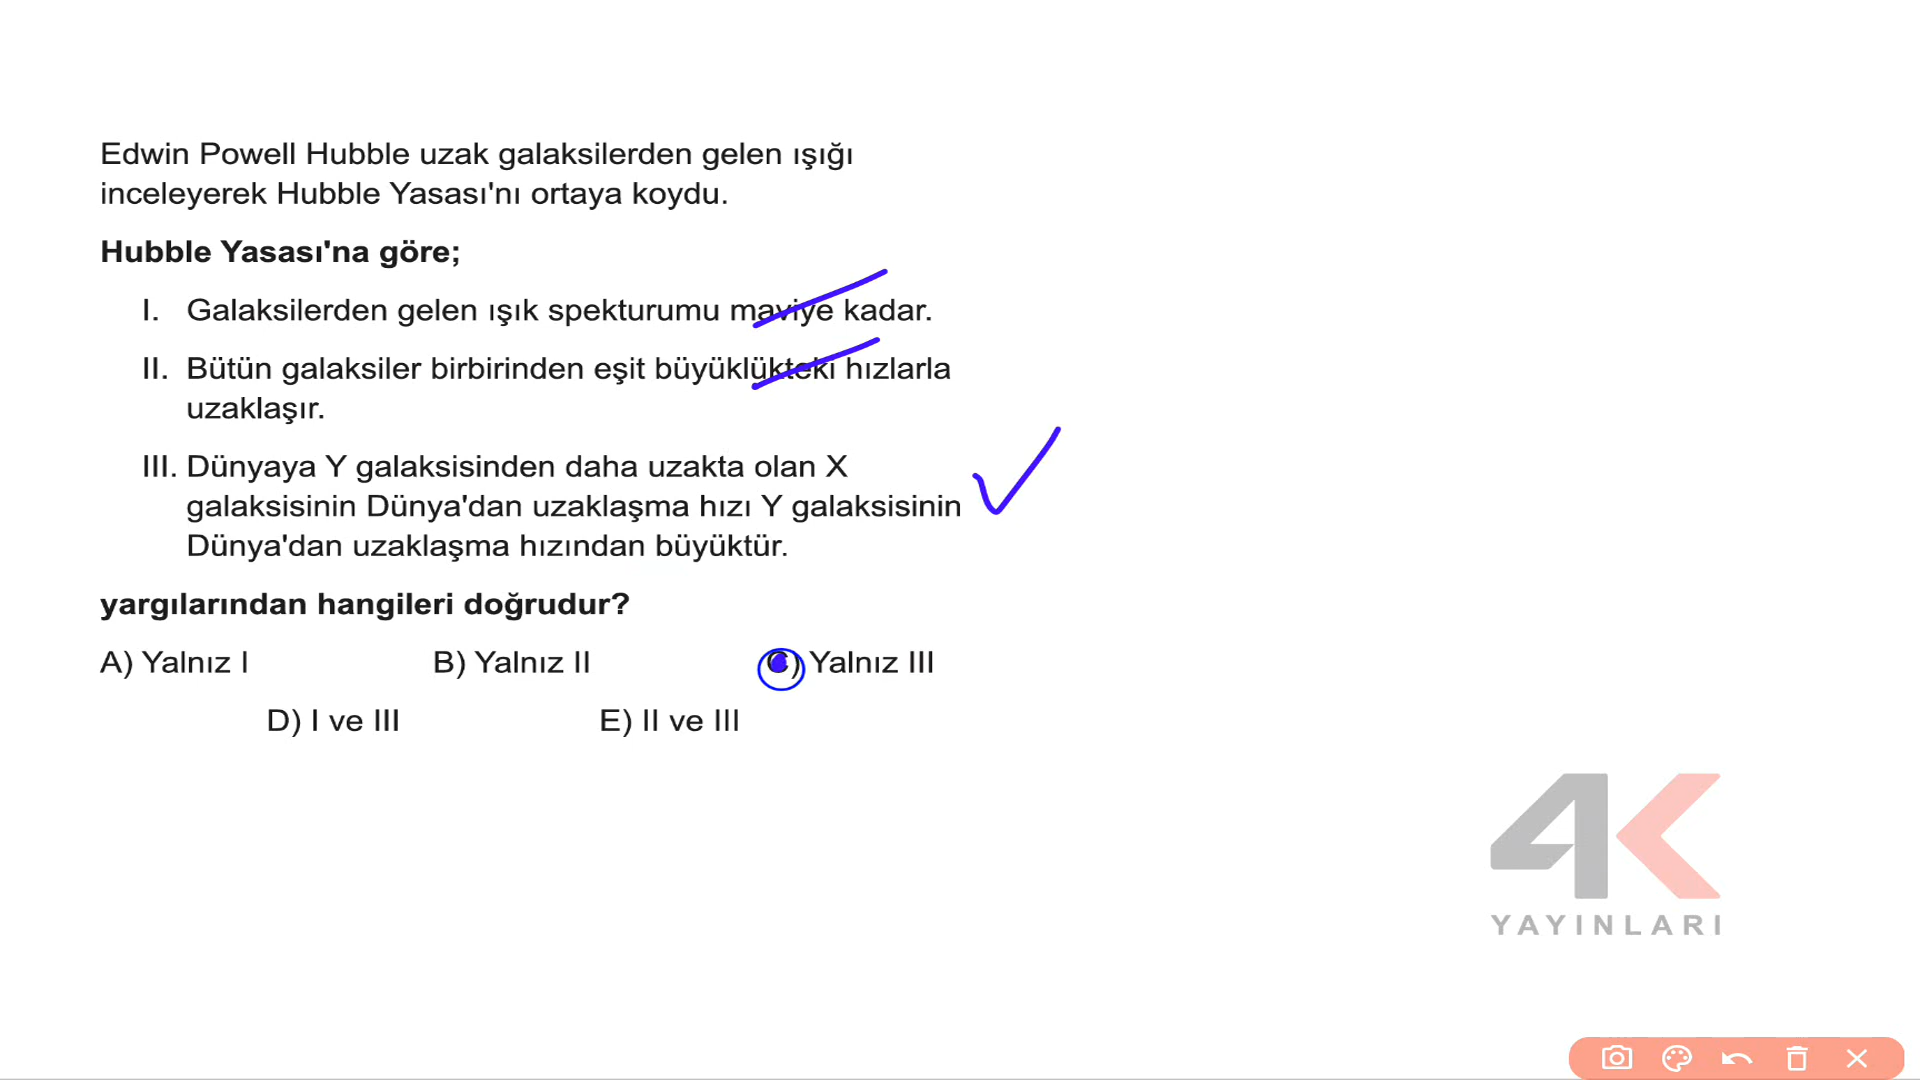 Edwin Powell Hubble uzak galaksilerden gelen ışığı
inceleyerek Hubble Yasası'nı ortaya koydu.
Hubble Yasası'na göre;
I. Galaksilerden gelen ışık spekturumu maviye kadar.
II. Bütün galaksiler birbirinden eşit büyüklükteki hızlarla
uzaklaşır.
III. Dünyaya Y galaksisinden daha uzakta olan X
galaksisinin Dünya'dan uzaklaşma hızı Y galaksisinin
Dünya'dan uzaklaşma hızından büyüktür.
yargılarından hangileri doğrudur?
A) Yalnız I B) Yalnız II C) Yalnız III
D) I ve III E) II ve III
4K
YAYINLARI